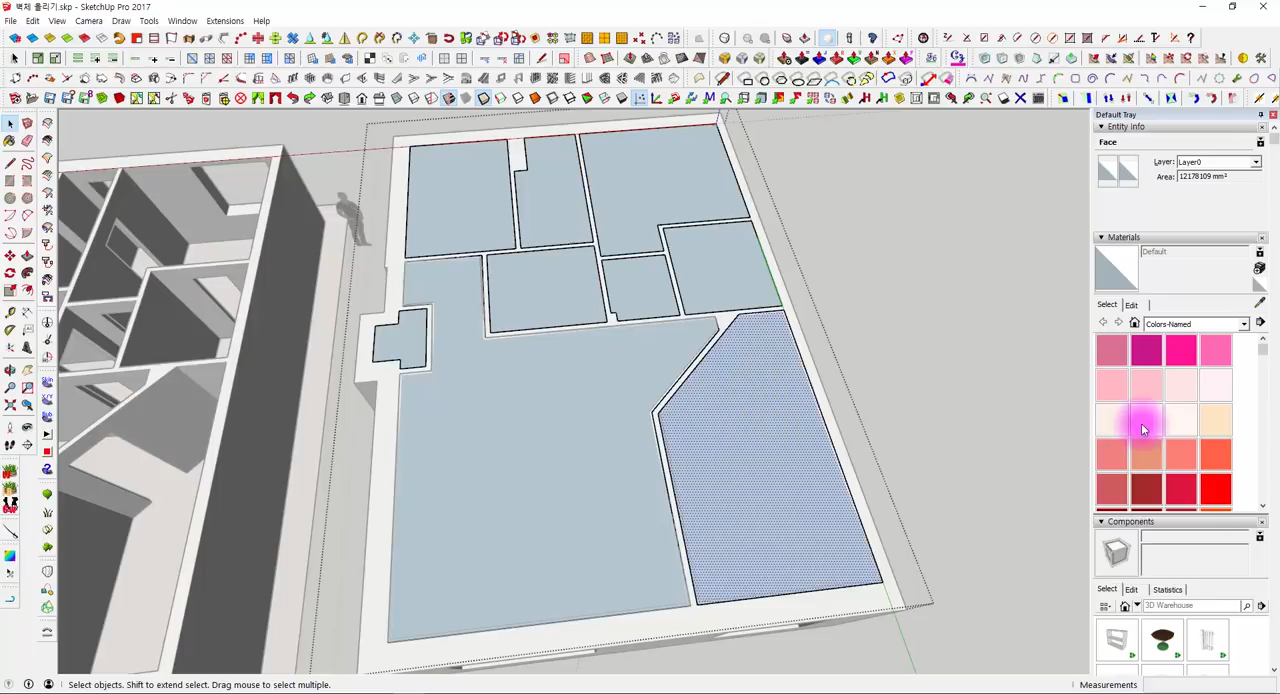 벽체 올리기.skp - SketchUp Pro 2017
File Edit View Camera Draw Tools Window Extensions Help
Default Tray
Entity Info
Face
Layer: Layer0
Area: 12178109 mm²
Materials
Default
Select Edit
Colors-Named
Components
Select Edit Statistics
3D Warehouse
Select objects. Shift to extend select. Drag mouse to select multiple.
Measurements